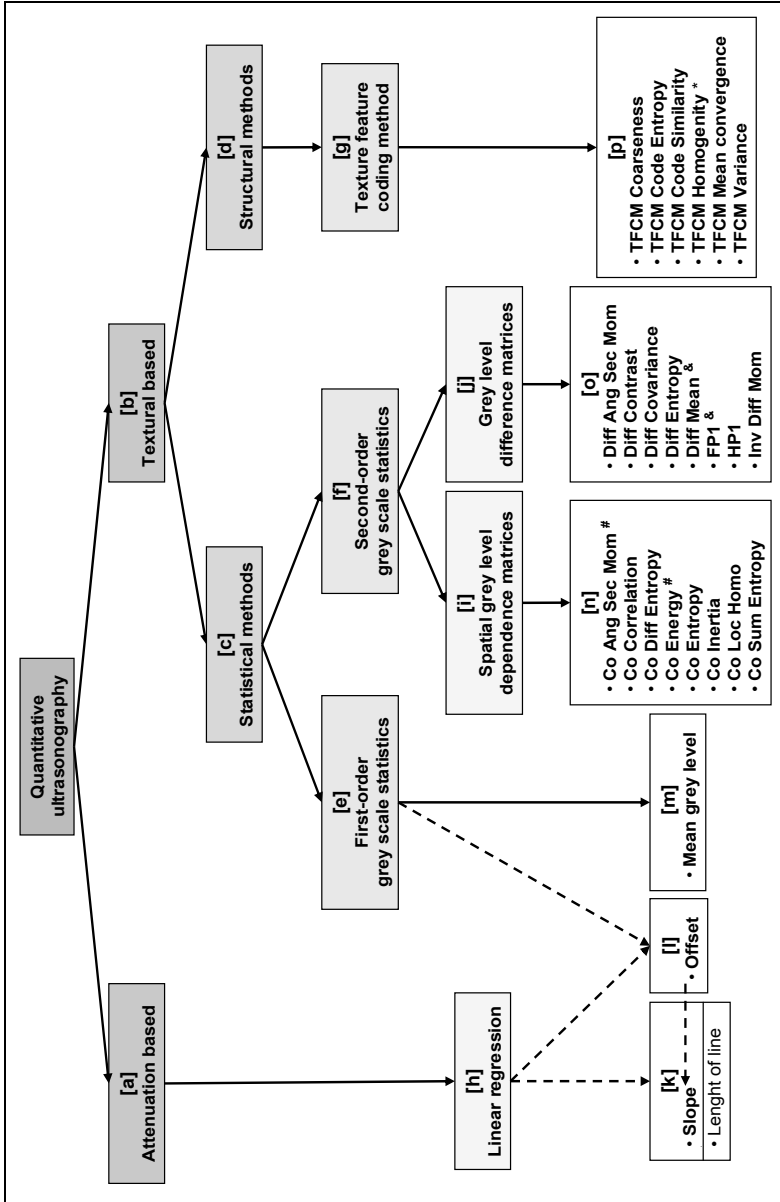 Quantitative
ultrasonography
[a]
Attenuation based
[b]
Textural based
[c]
Statistical methods
[d]
Structural methods
[e]
First-order
grey scale statistics
[f]
Second-order
grey scale statistics
[g]
Texture feature
coding method
[h]
Linear regression
[i]
Spatial grey level
dependence matrices
[j]
Grey level
difference matrices
[k]
• Slope
• Lenght of line
[l]
• Offset
[m]
• Mean grey level
[n]
• Co Ang Sec Mom #
• Co Correlation
• Co Diff Entropy
• Co Energy #
• Co Entropy
• Co Inertia
• Co Loc Homo
• Co Sum Entropy
[o]
• Diff Ang Sec Mom
• Diff Contrast
• Diff Covariance
• Diff Entropy
• Diff Mean &
• FP1 &
• HP1
• Inv Diff Mom
[p]
• TFCM Coarseness
• TFCM Code Entropy
• TFCM Code Similarity
• TFCM Homogenity *
• TFCM Mean convergence
• TFCM Variance